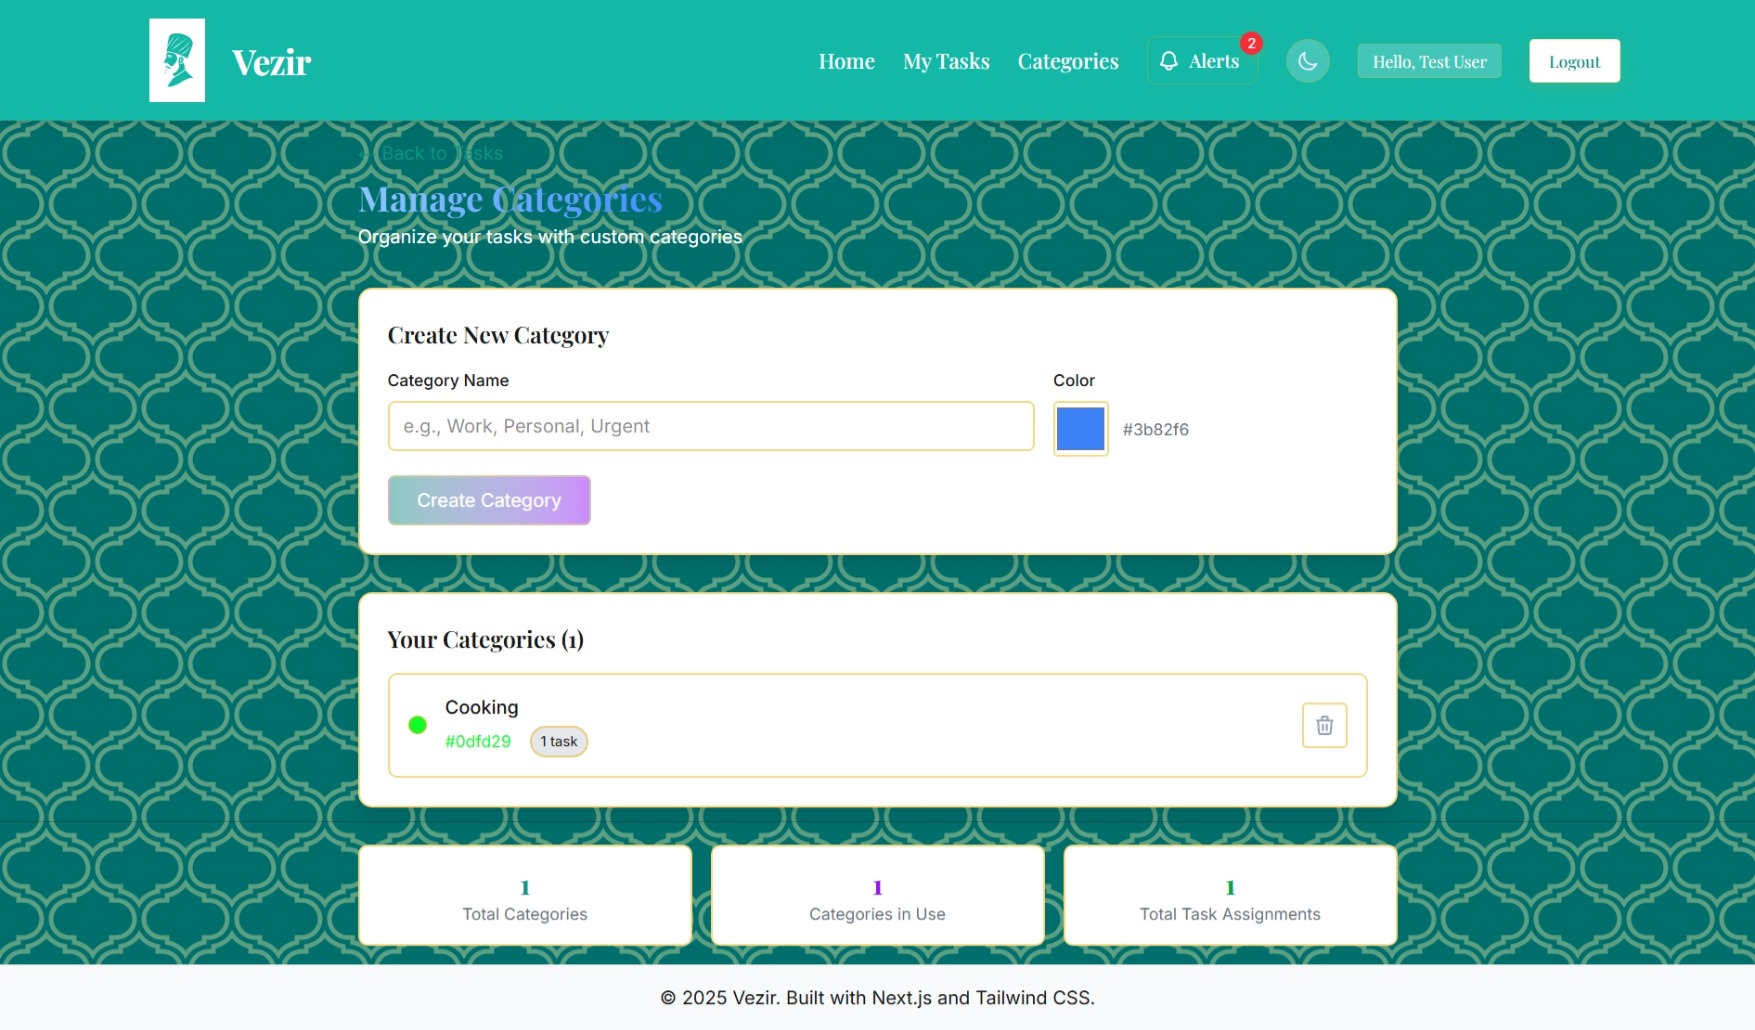 Vezir
Home
My Tasks
Categories
Alerts
2
Hello, Test User
Logout
← Back to Tasks
Manage Categories
Organize your tasks with custom categories
Create New Category
Category Name
Color
e.g., Work, Personal, Urgent
#3b82f6
Create Category
Your Categories (1)
Cooking
#0dfd29
1 task
1
Total Categories
1
Categories in Use
1
Total Task Assignments
© 2025 Vezir. Built with Next.js and Tailwind CSS.